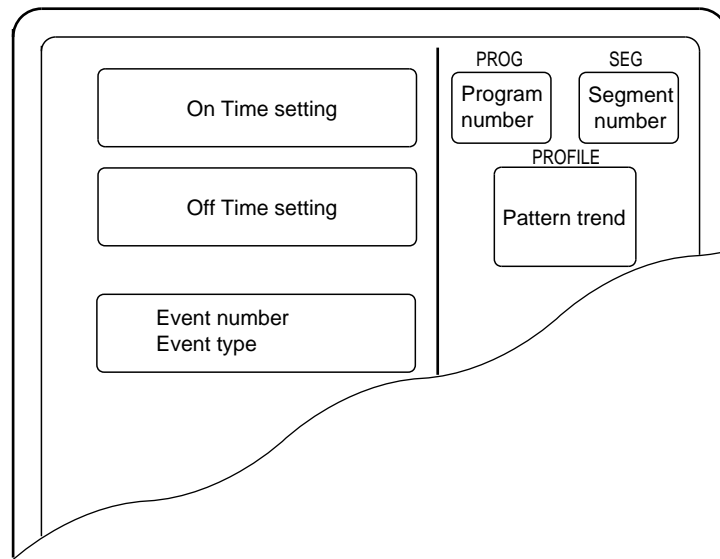 On Time setting
Off Time setting
Event number
Event type
PROG
SEG
Program
number
Segment
number
PROFILE
Pattern trend